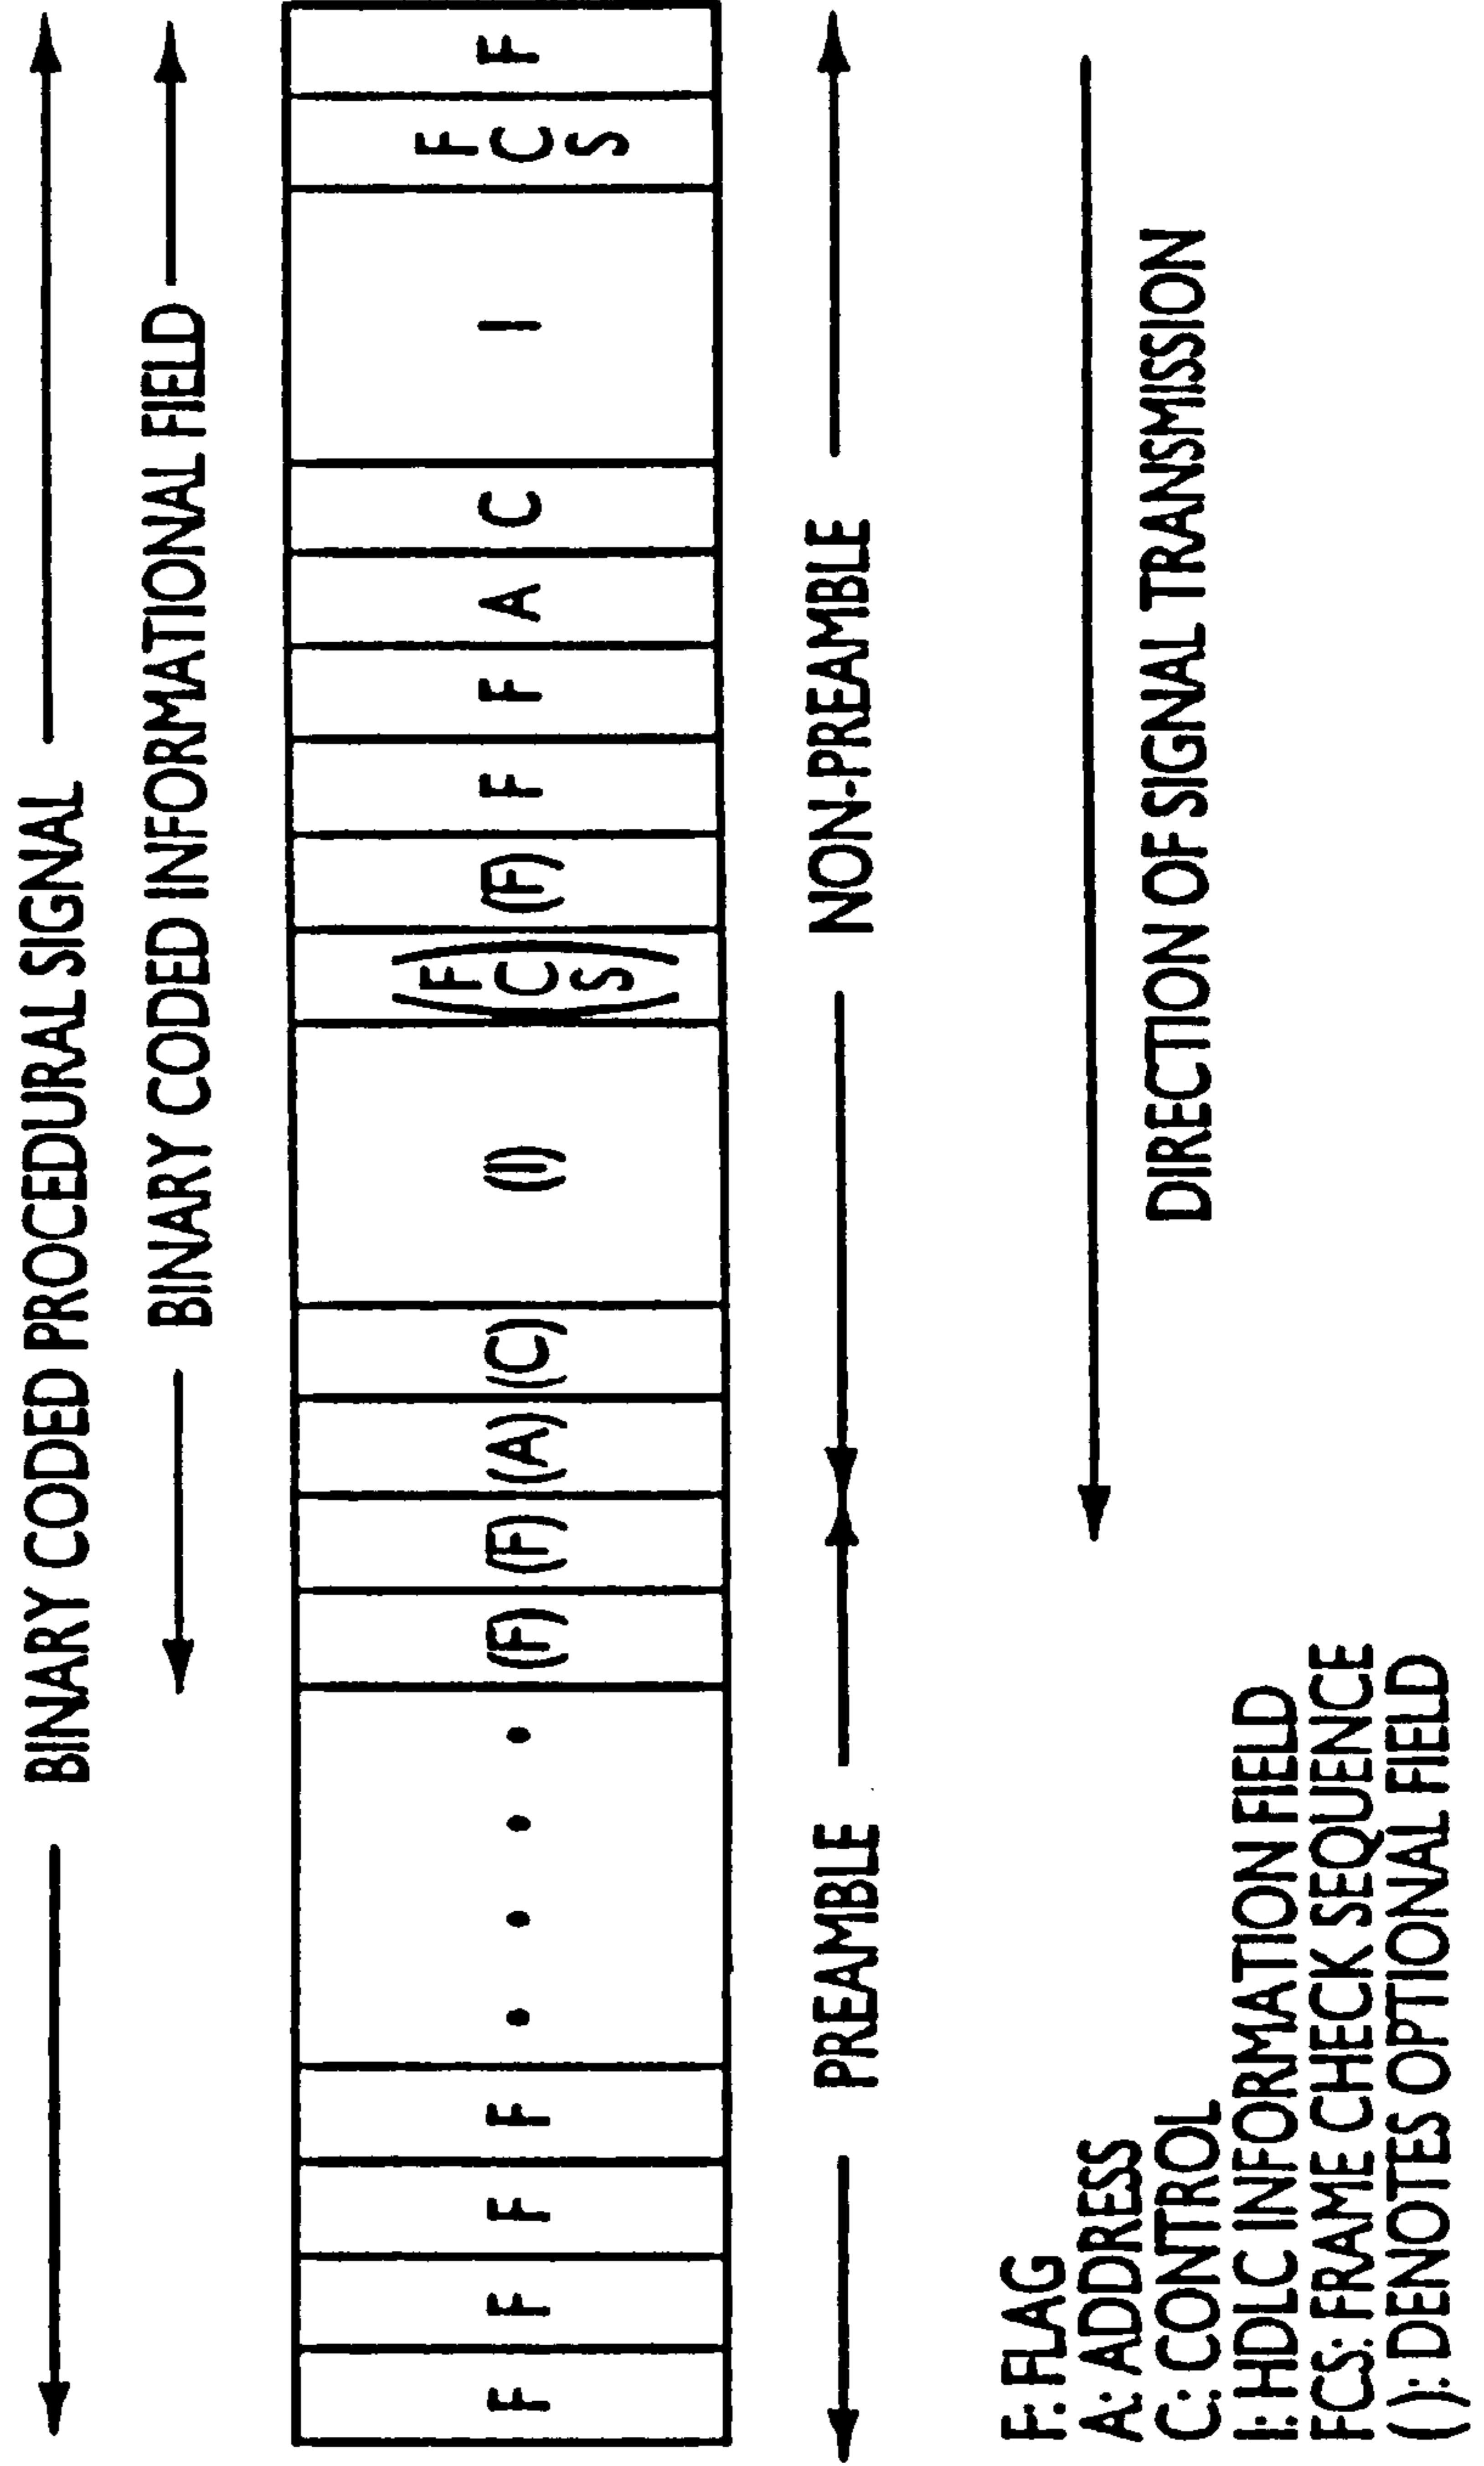 BINARY CODED PROCEDURAL SIGNAL
BINARY CODED INFORMATIONAL FIELD
F F F F • • • • (F) (F) (A) (C) (I) (FCS) (F) F F A C I FCS F
PREAMBLE NON-PREAMBLE
DIRECTION OF SIGNAL TRANSMISSION
F: FLAG
A: ADDRESS
C: CONTROL
I: HDLC INFORMATION FIELD
FCS: FRAME CHECK SEQUENCE
( ): DENOTES OPTIONAL FIELD